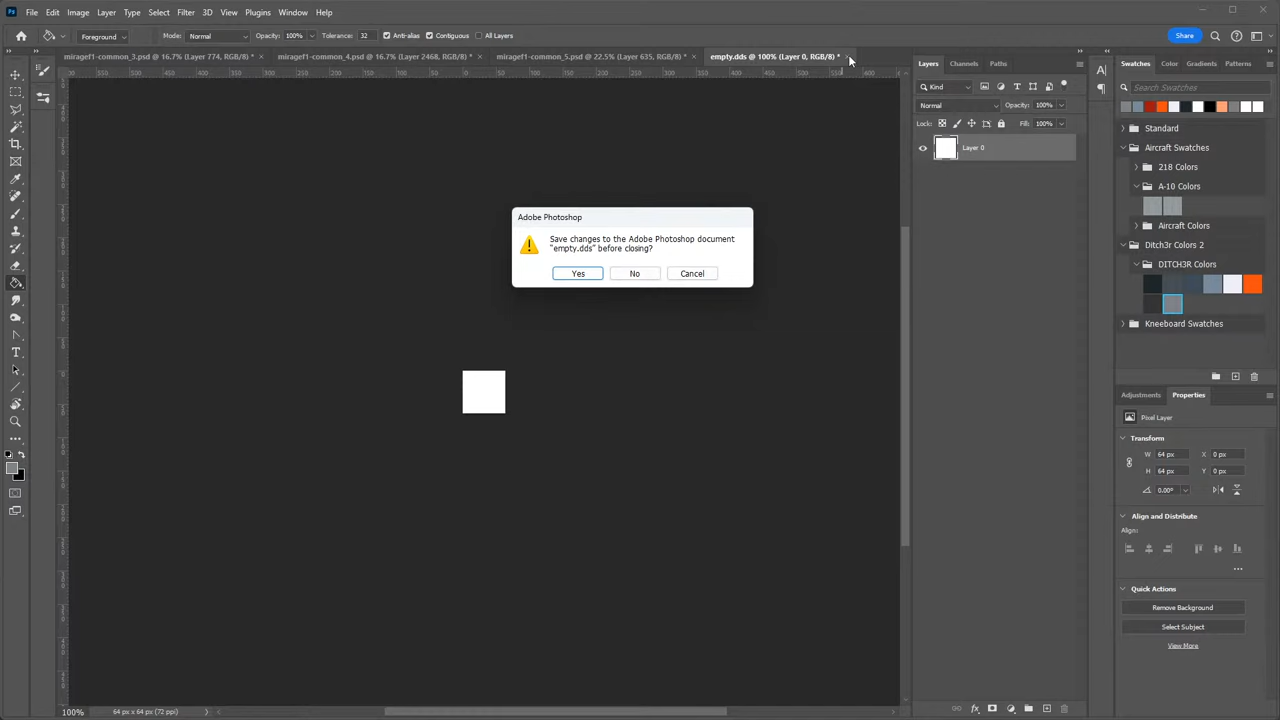 Ps File Edit Image Layer Type Select Filter 3D View Plugins Window Help
Foreground Mode: Normal Opacity: 100% Tolerance: 32 Anti-alias Contiguous All Layers Share
miragef1-common_3.psd @ 16.7% (Layer 774, RGB/8) * × miragef1-common_4.psd @ 16.7% (Layer 2468, RGB/8) * × miragef1-common_5.psd @ 22.5% (Layer 635, RGB/8) * × empty.dds @ 100% (Layer 0, RGB/8) *
Layers Channels Paths
Kind
Normal Opacity: 100%
Lock: Fill: 100%
Layer 0
Adobe Photoshop
Save changes to the Adobe Photoshop document
"empty.dds" before closing?
Yes No Cancel
Swatches Color Gradients Patterns
Search Swatches
Standard
Aircraft Swatches
218 Colors
A-10 Colors
Aircraft Colors
Ditch3r Colors 2
DITCH3R Colors
Kneeboard Swatches
Adjustments Properties
Pixel Layer
Transform
W 64 px X 0 px
H 64 px Y 0 px
0.00°
Align and Distribute
Align:
Quick Actions
Remove Background
Select Subject
View More
100% 64 px x 64 px (72 ppi)